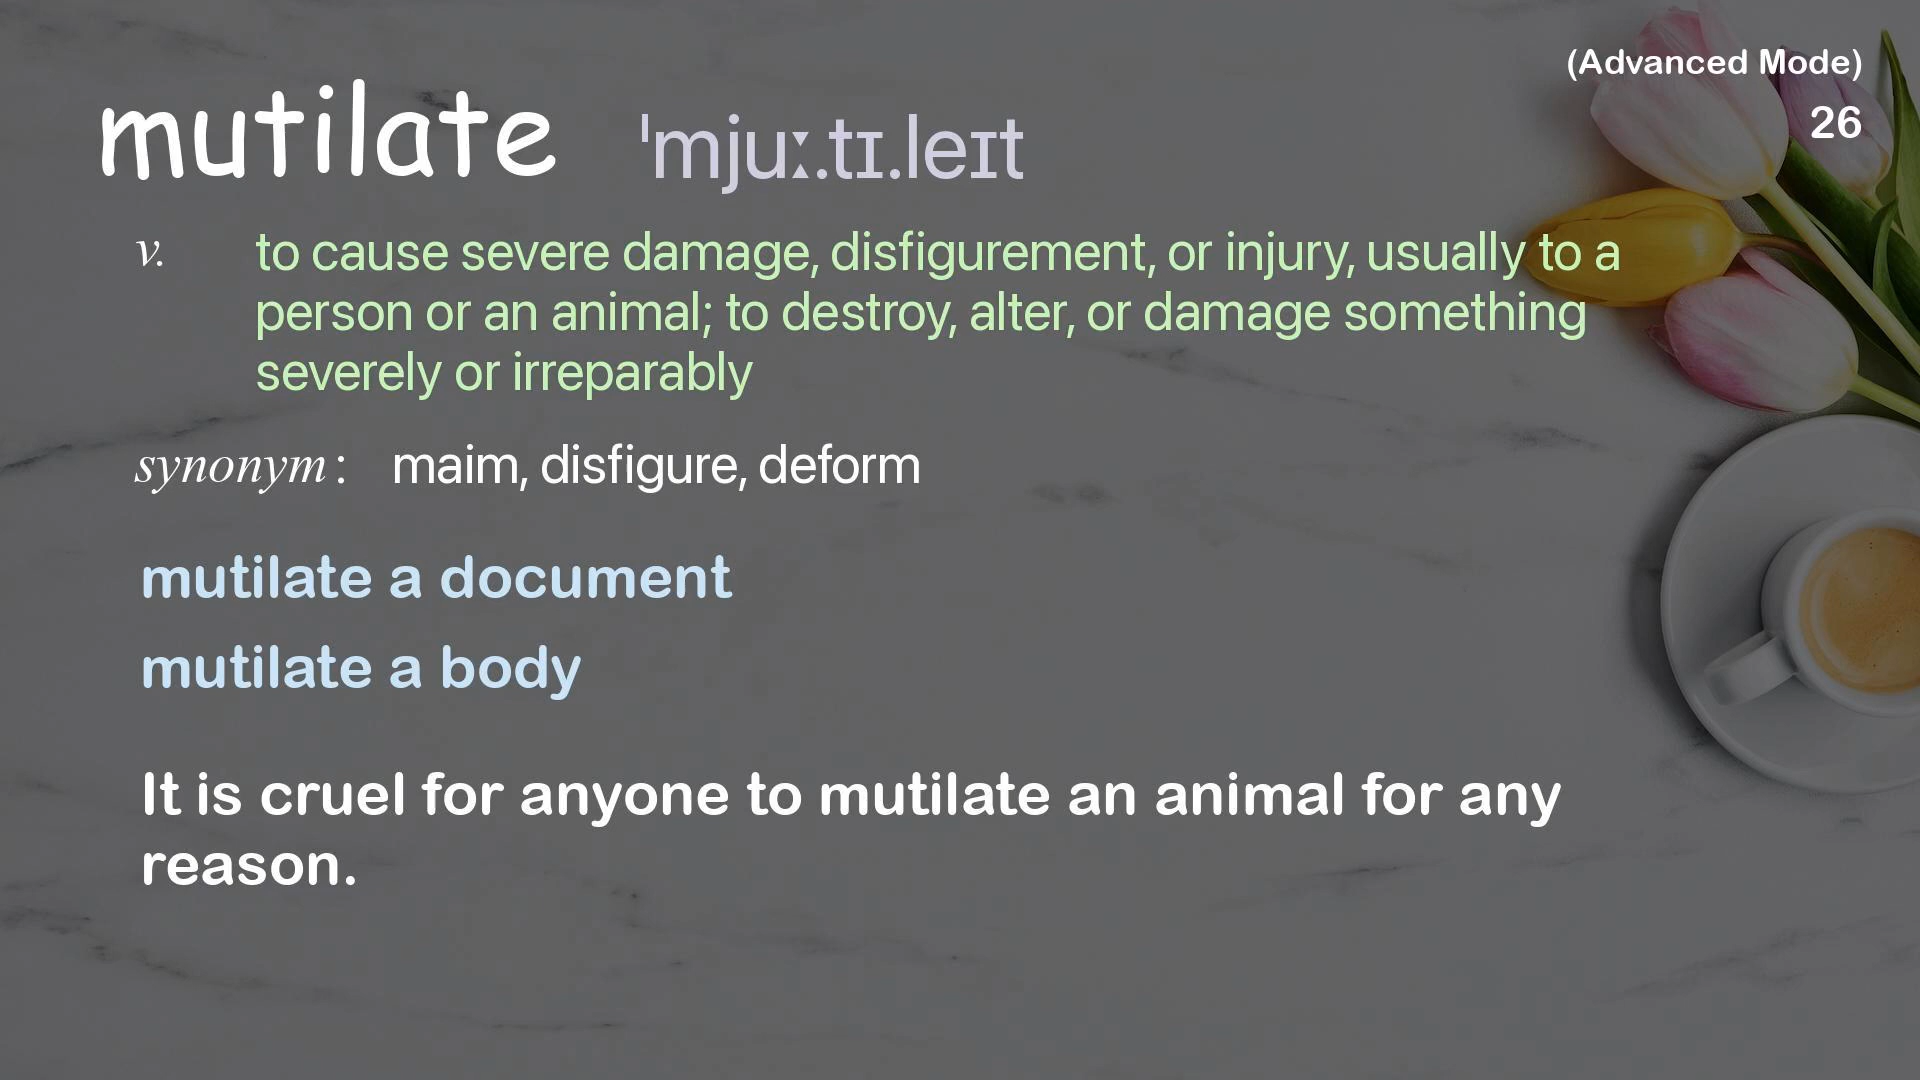 (Advanced Mode)
26
mutilate ˈmjuː.tɪ.leɪt
v. to cause severe damage, disfigurement, or injury, usually to a
person or an animal; to destroy, alter, or damage something
severely or irreparably
synonym: maim, disfigure, deform
mutilate a document
mutilate a body
It is cruel for anyone to mutilate an animal for any
reason.